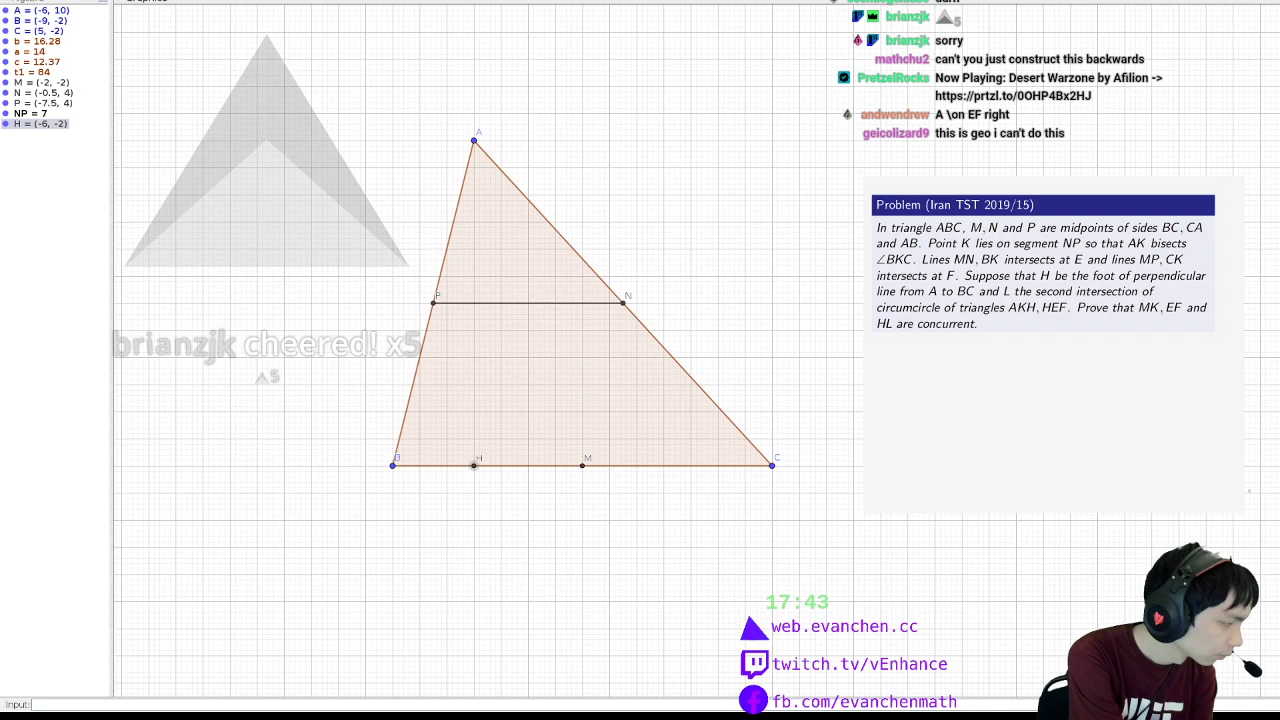 A = (-6, 10)
B = (-9, -2)
C = (5, -2)
b = 16.28
a = 14
c = 12.37
t1 = 84
M = (-2, -2)
N = (-0.5, 4)
P = (-7.5, 4)
NP = 7
H = (-6, -2)
A
P
N
B
H
M
C
brianzjk cheered! x5
5
brianzjk 5
brianzjk sorry
mathchu2 can't you just construct this backwards
PretzelRocks Now Playing: Desert Warzone by Afilion ->
https://prtzl.to/0OHP4Bx2HJ
andwendrew A \on EF right
geicolizard9 this is geo i can't do this
Problem (Iran TST 2019/15)
In triangle ABC, M, N and P are midpoints of sides BC, CA
and AB. Point K lies on segment NP so that AK bisects
∠BKC. Lines MN, BK intersects at E and lines MP, CK
intersects at F. Suppose that H be the foot of perpendicular
line from A to BC and L the second intersection of
circumcircle of triangles AKH, HEF. Prove that MK, EF and
HL are concurrent.
17:43
web.evanchen.cc
twitch.tv/vEnhance
fb.com/evanchenmath
Input: